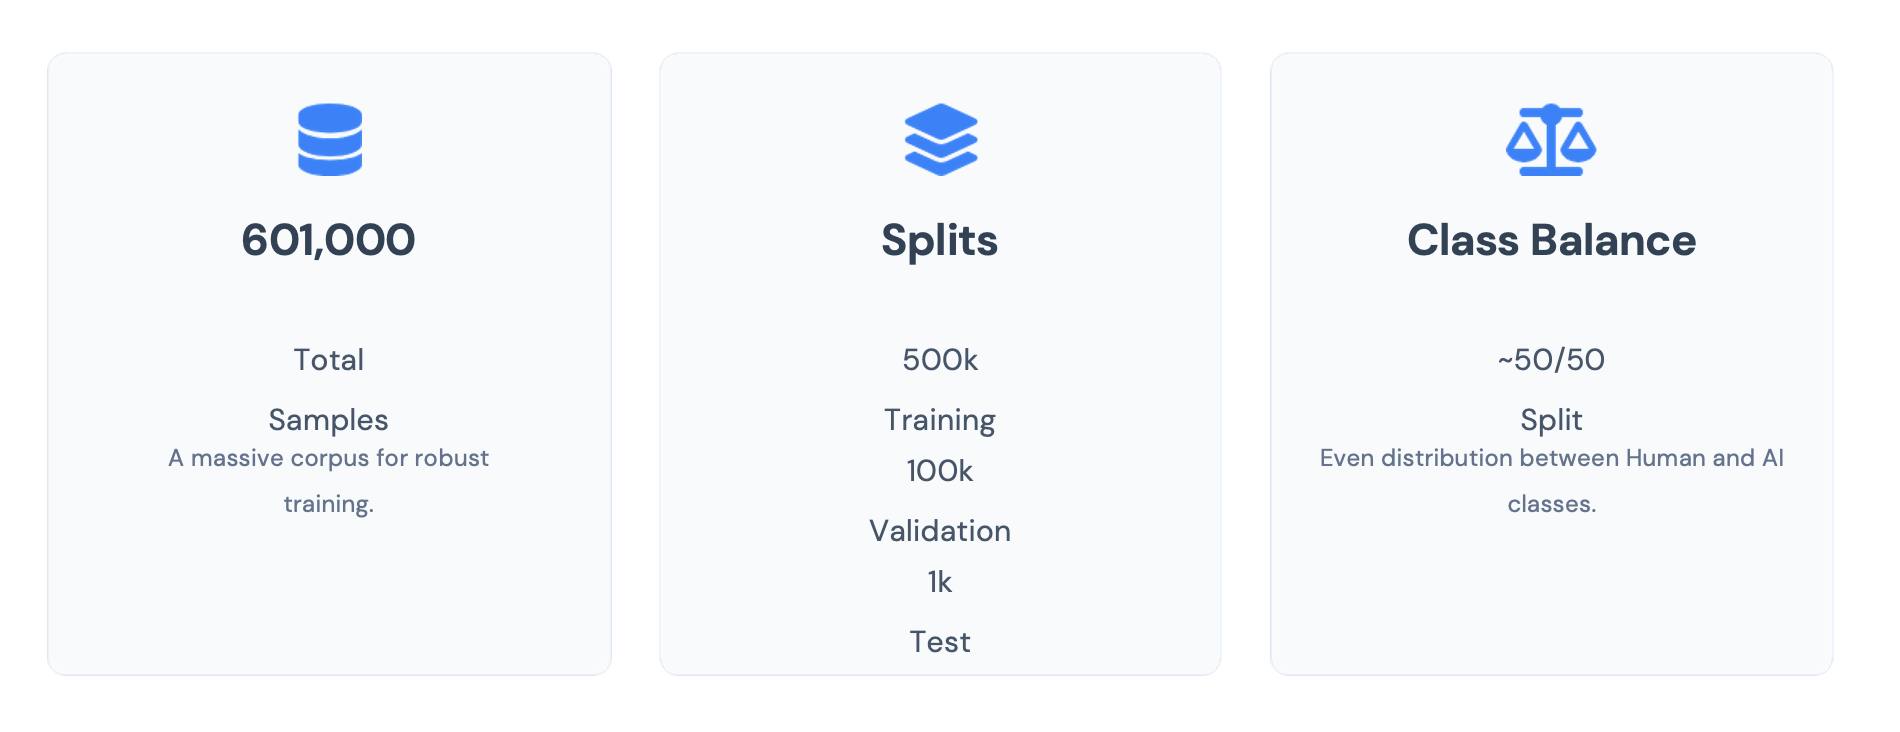 601,000
Total
Samples
A massive corpus for robust
training.
Splits
500k
Training
100k
Validation
1k
Test
Class Balance
~50/50
Split
Even distribution between Human and AI
classes.